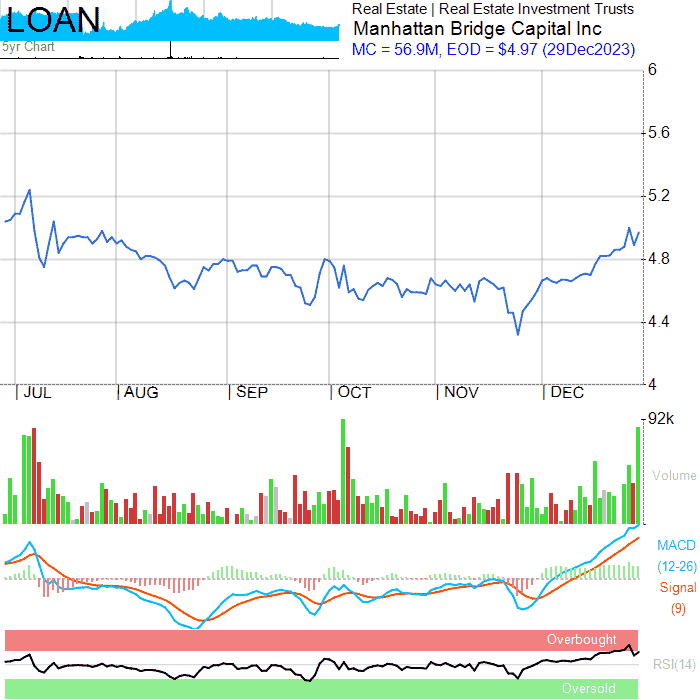 LOAN
5yr Chart
Real Estate | Real Estate Investment Trusts
Manhattan Bridge Capital Inc
MC = 56.9M, EOD = $4.97 (29Dec2023)
6
5.6
5.2
4.8
4.4
4
| JUL | AUG | SEP | OCT | NOV | DEC
92k
Volume
MACD
(12-26)
Signal
(9)
Overbought
RSI(14)
Oversold